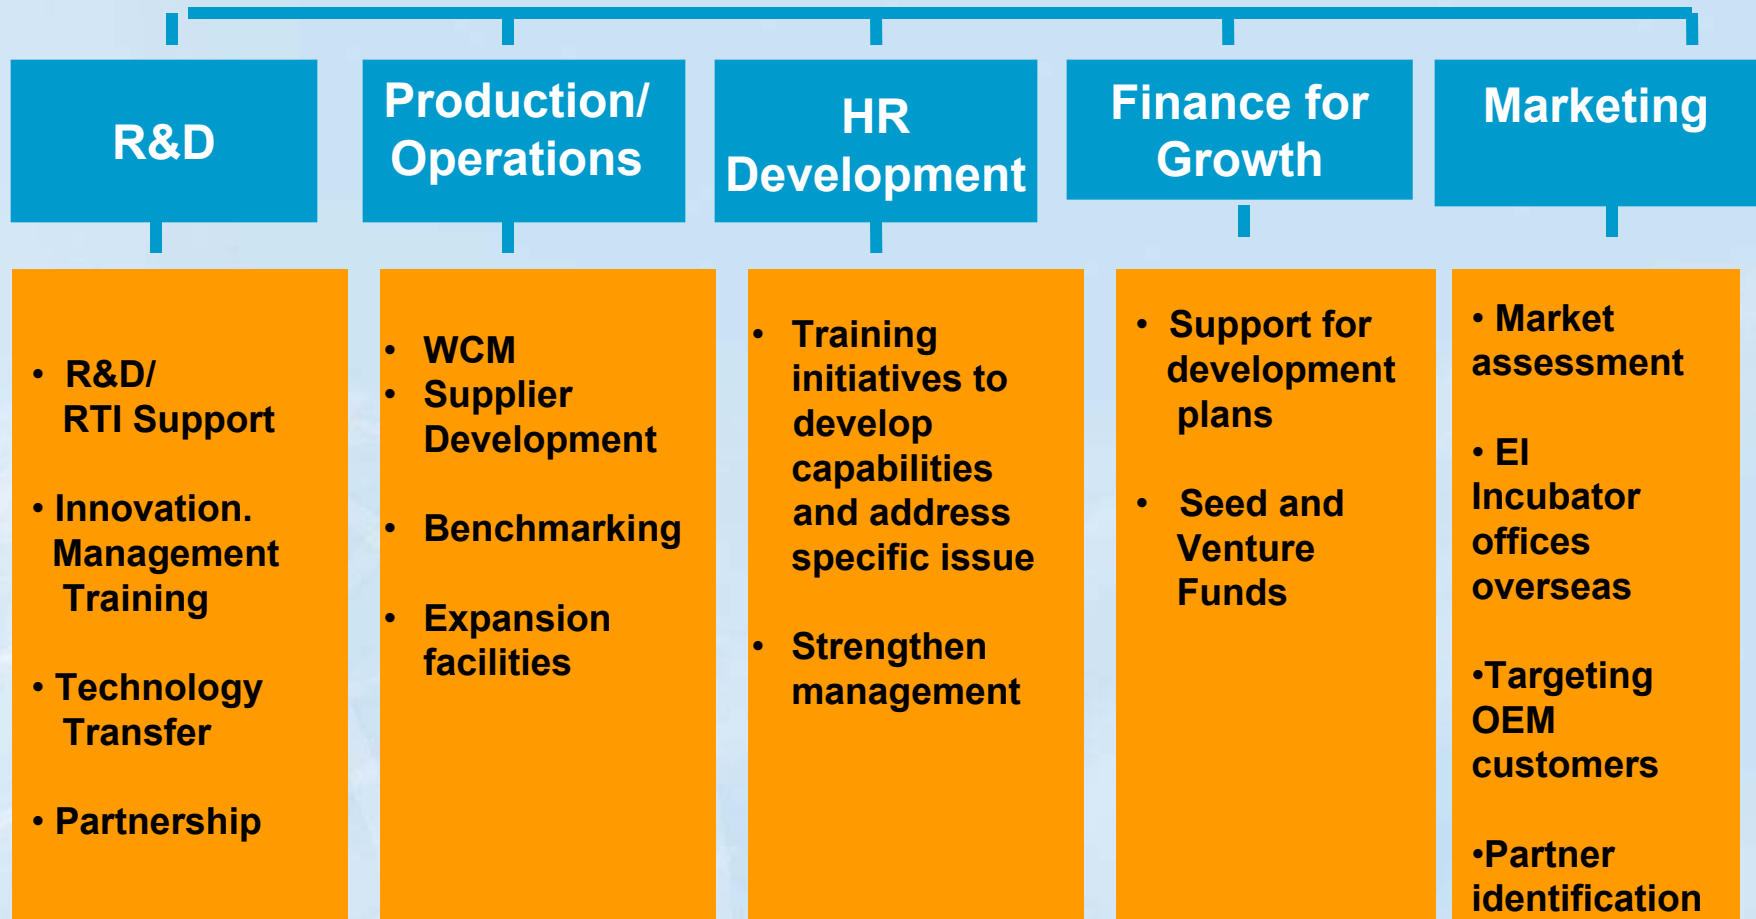 R&D
Production/
Operations
HR
Development
Finance for
Growth
Marketing
• R&D/
RTI Support
• Innovation.
Management
Training
• Technology
Transfer
• Partnership
• WCM
• Supplier
Development
• Benchmarking
• Expansion
facilities
• Training
initiatives to
develop
capabilities
and address
specific issue
• Strengthen
management
• Support for
development
plans
• Seed and
Venture
Funds
• Market
assessment
• EI
Incubator
offices
overseas
•Targeting
OEM
customers
•Partner
identification